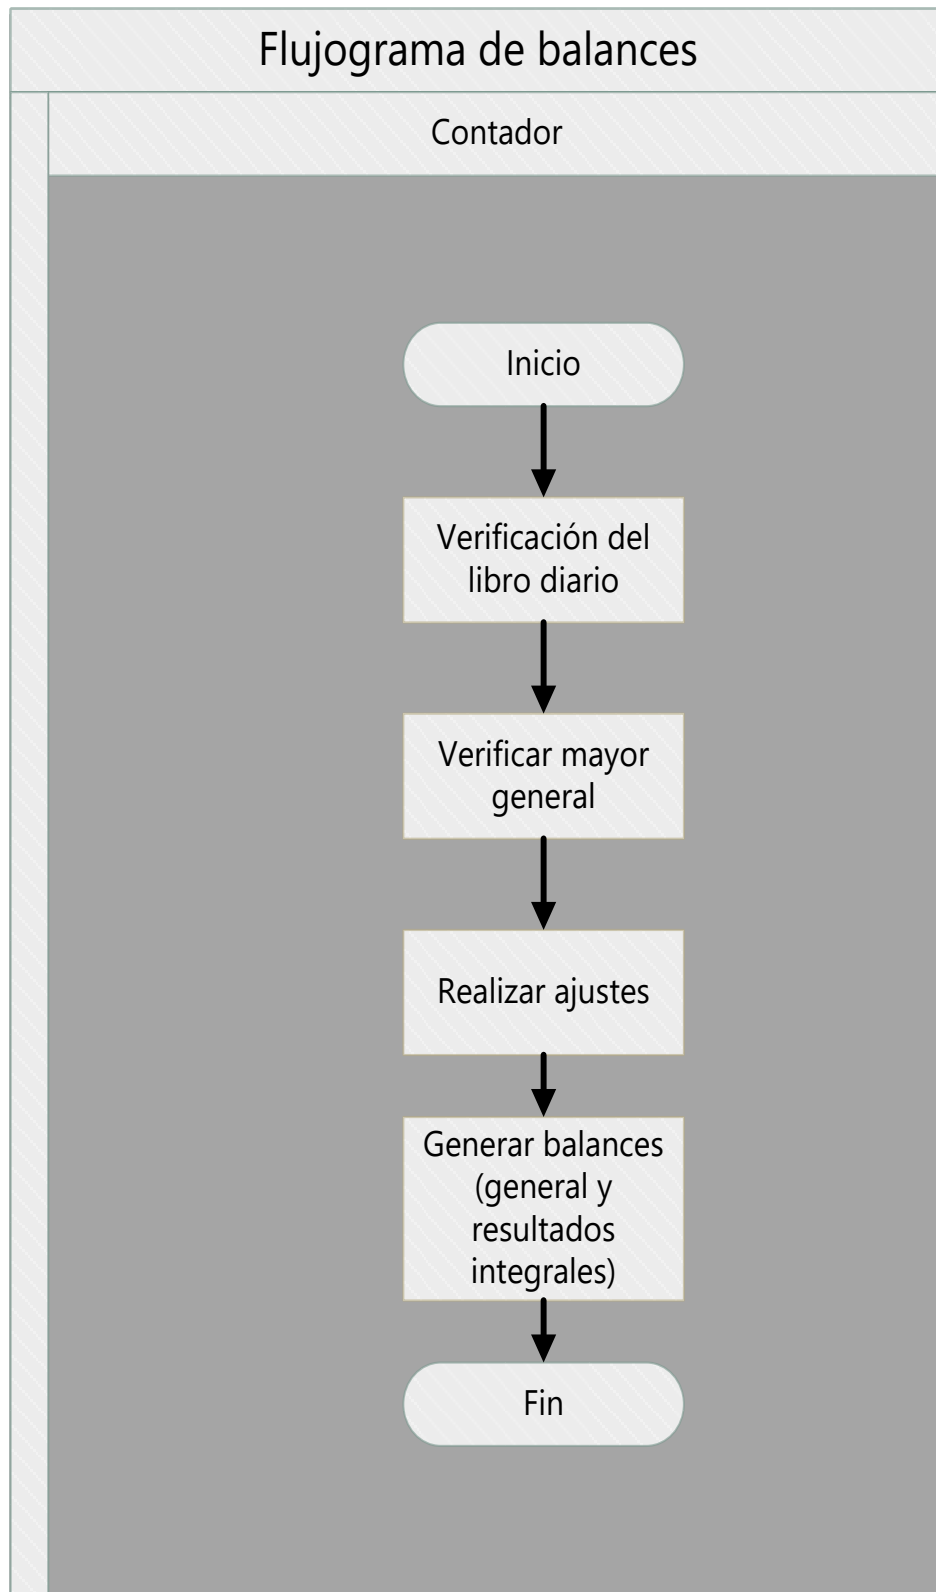 Flujograma de balances
Contador
Inicio
Verificación del
libro diario
Verificar mayor
general
Realizar ajustes
Generar balances
(general y
resultados
integrales)
Fin